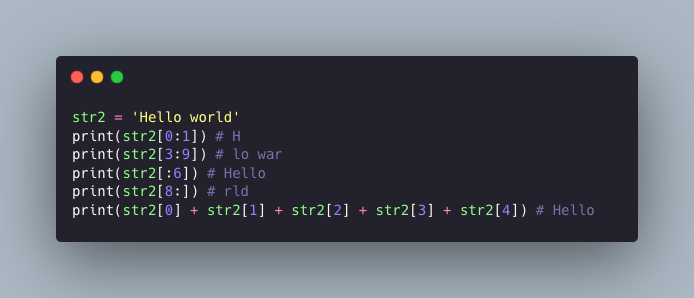 str2 = 'Hello world'
print(str2[0:1]) # H
print(str2[3:9]) # lo war
print(str2[:6]) # Hello
print(str2[8:]) # rld
print(str2[0] + str2[1] + str2[2] + str2[3] + str2[4]) # Hello